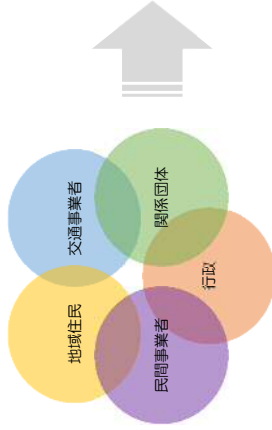 地域住民
交通事業者
民間事業者
関係団体
行政